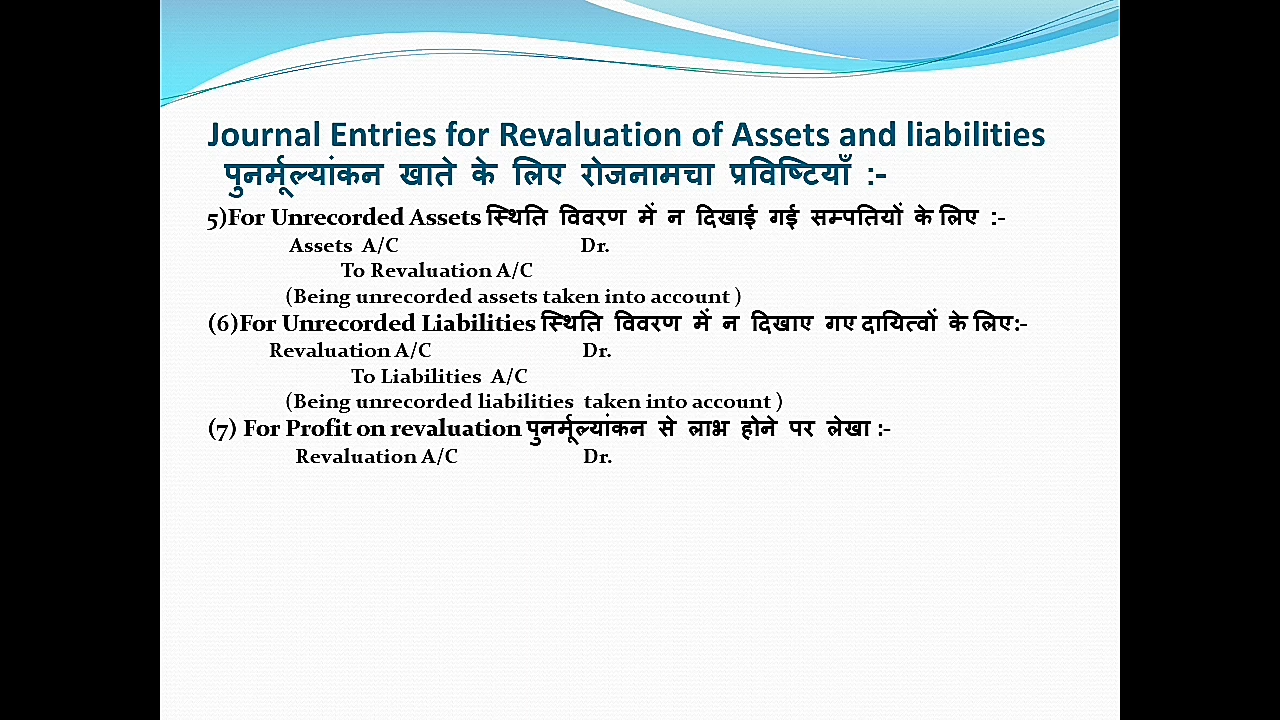 Journal Entries for Revaluation of Assets and liabilities
पुनर्मूल्यांकन खाते के लिए रोजनामचा प्रविष्टियाँ :-
5)For Unrecorded Assets स्थिति विवरण में न दिखाई गई सम्पतियों के लिए :-
Assets A/C Dr.
To Revaluation A/C
(Being unrecorded assets taken into account )
(6)For Unrecorded Liabilities स्थिति विवरण में न दिखाए गए दायित्वों के लिए:-
Revaluation A/C Dr.
To Liabilities A/C
(Being unrecorded liabilities taken into account )
(7) For Profit on revaluation पुनर्मूल्यांकन से लाभ होने पर लेखा :-
Revaluation A/C Dr.